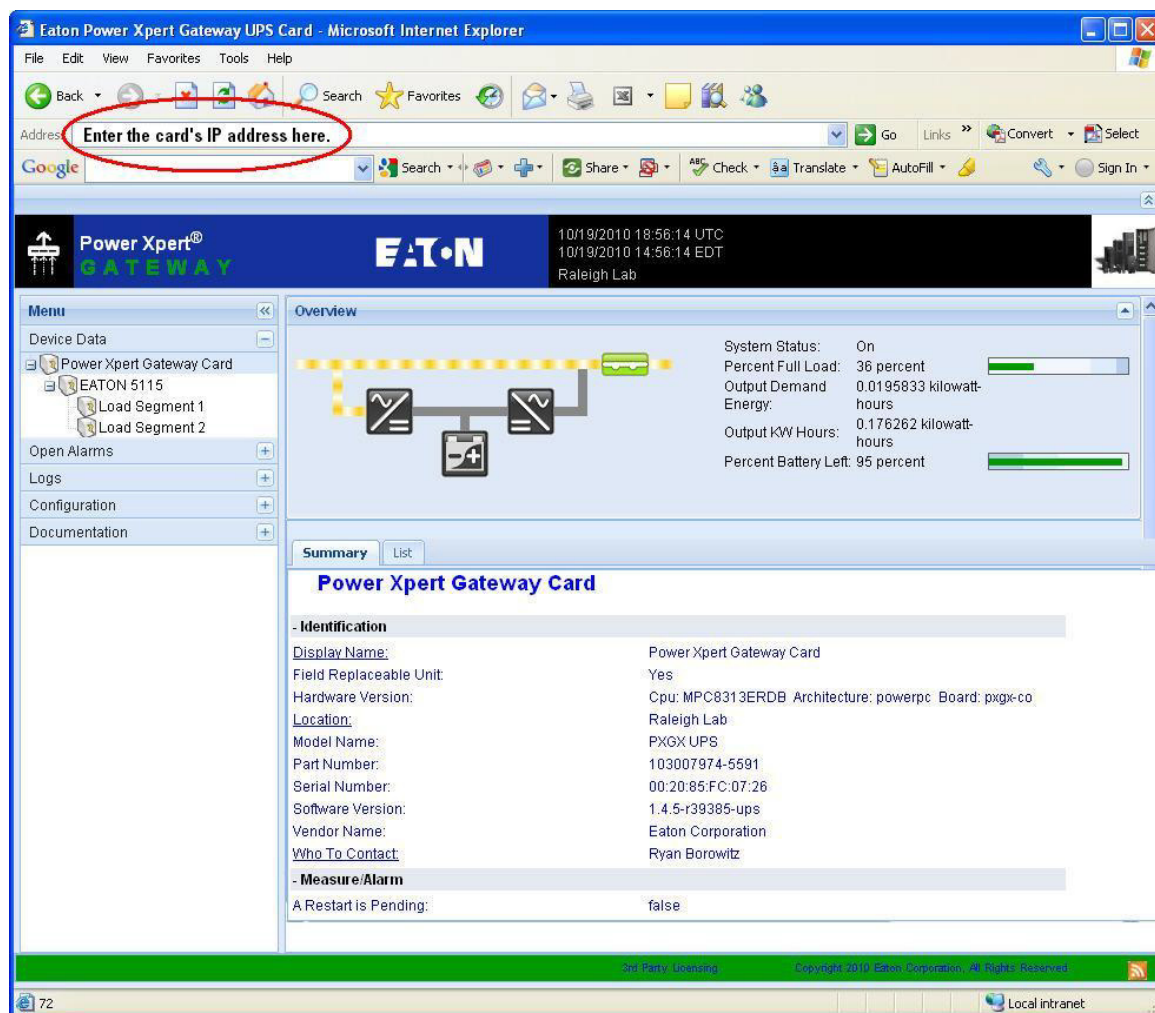 Eaton Power Xpert Gateway UPS Card - Microsoft Internet Explorer
File Edit View Favorites Tools Help
Back Search Favorites
Address Enter the card's IP address here. Go Links » Convert Select
Google Search Share ABC Check åa Translate AutoFill Sign In
Power Xpert®
GATEWAY
EATON
10/19/2010 18:56:14 UTC
10/19/2010 14:56:14 EDT
Raleigh Lab
Menu
Device Data
Power Xpert Gateway Card
EATON 5115
Load Segment 1
Load Segment 2
Open Alarms
Logs
Configuration
Documentation
Overview
System Status: On
Percent Full Load: 36 percent
Output Demand Energy: 0.0195833 kilowatt-
hours
Output KW Hours: 0.176262 kilowatt-
hours
Percent Battery Left: 95 percent
Summary List
Power Xpert Gateway Card
- Identification
Display Name: Power Xpert Gateway Card
Field Replaceable Unit: Yes
Hardware Version: Cpu: MPC8313ERDB Architecture: powerpc Board: pxgx-co
Location: Raleigh Lab
Model Name: PXGX UPS
Part Number: 103007974-5591
Serial Number: 00:20:85:FC:07:26
Software Version: 1.4.5-r39385-ups
Vendor Name: Eaton Corporation
Who To Contact: Ryan Borowitz
- Measure/Alarm
A Restart is Pending: false
3rd Party Licensing Copyright 2010 Eaton Corporation, All Rights Reserved
72 Local intranet